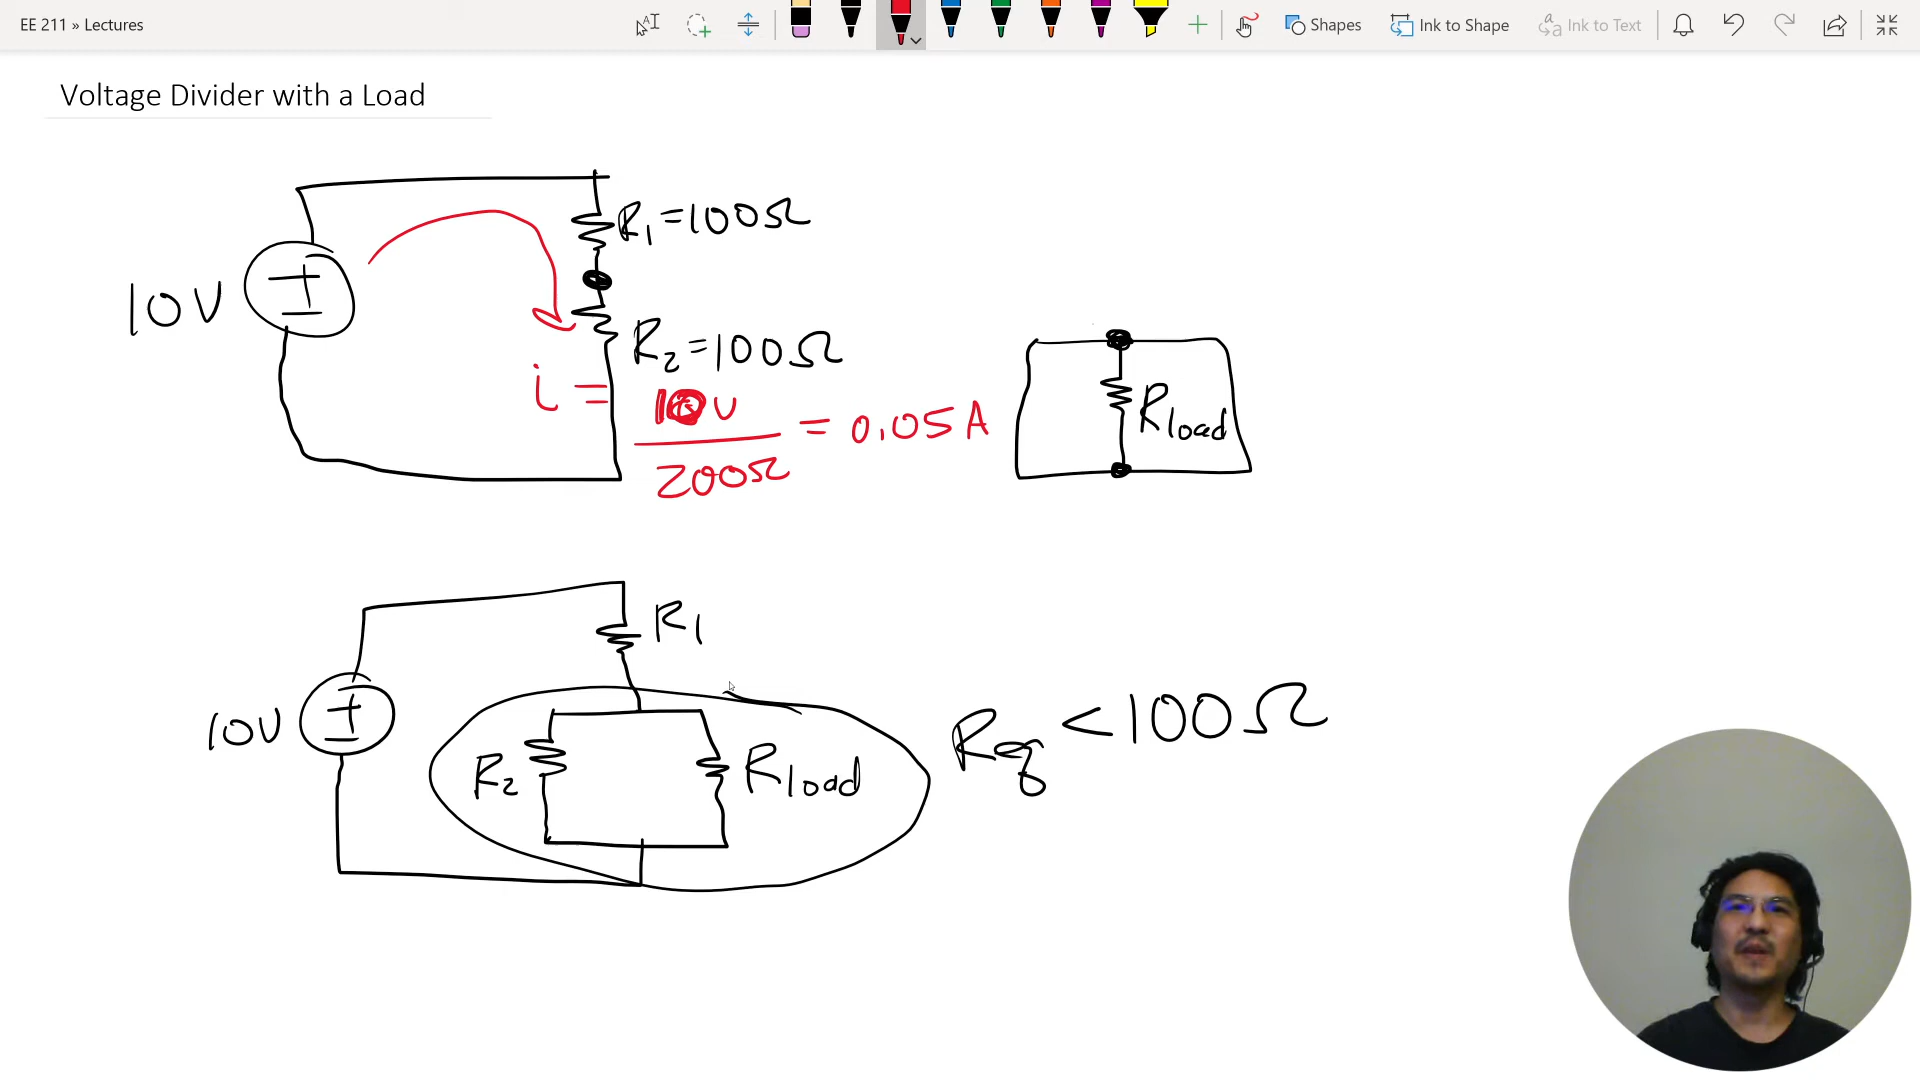 EE 211 » Lectures
Shapes
Ink to Shape
Ink to Text
Voltage Divider with a Load
R1=100Ω
10V
R2=100Ω
i = 10V / 200Ω = 0.05A
Rload
R1
10V
R2
Rload
Req <100Ω